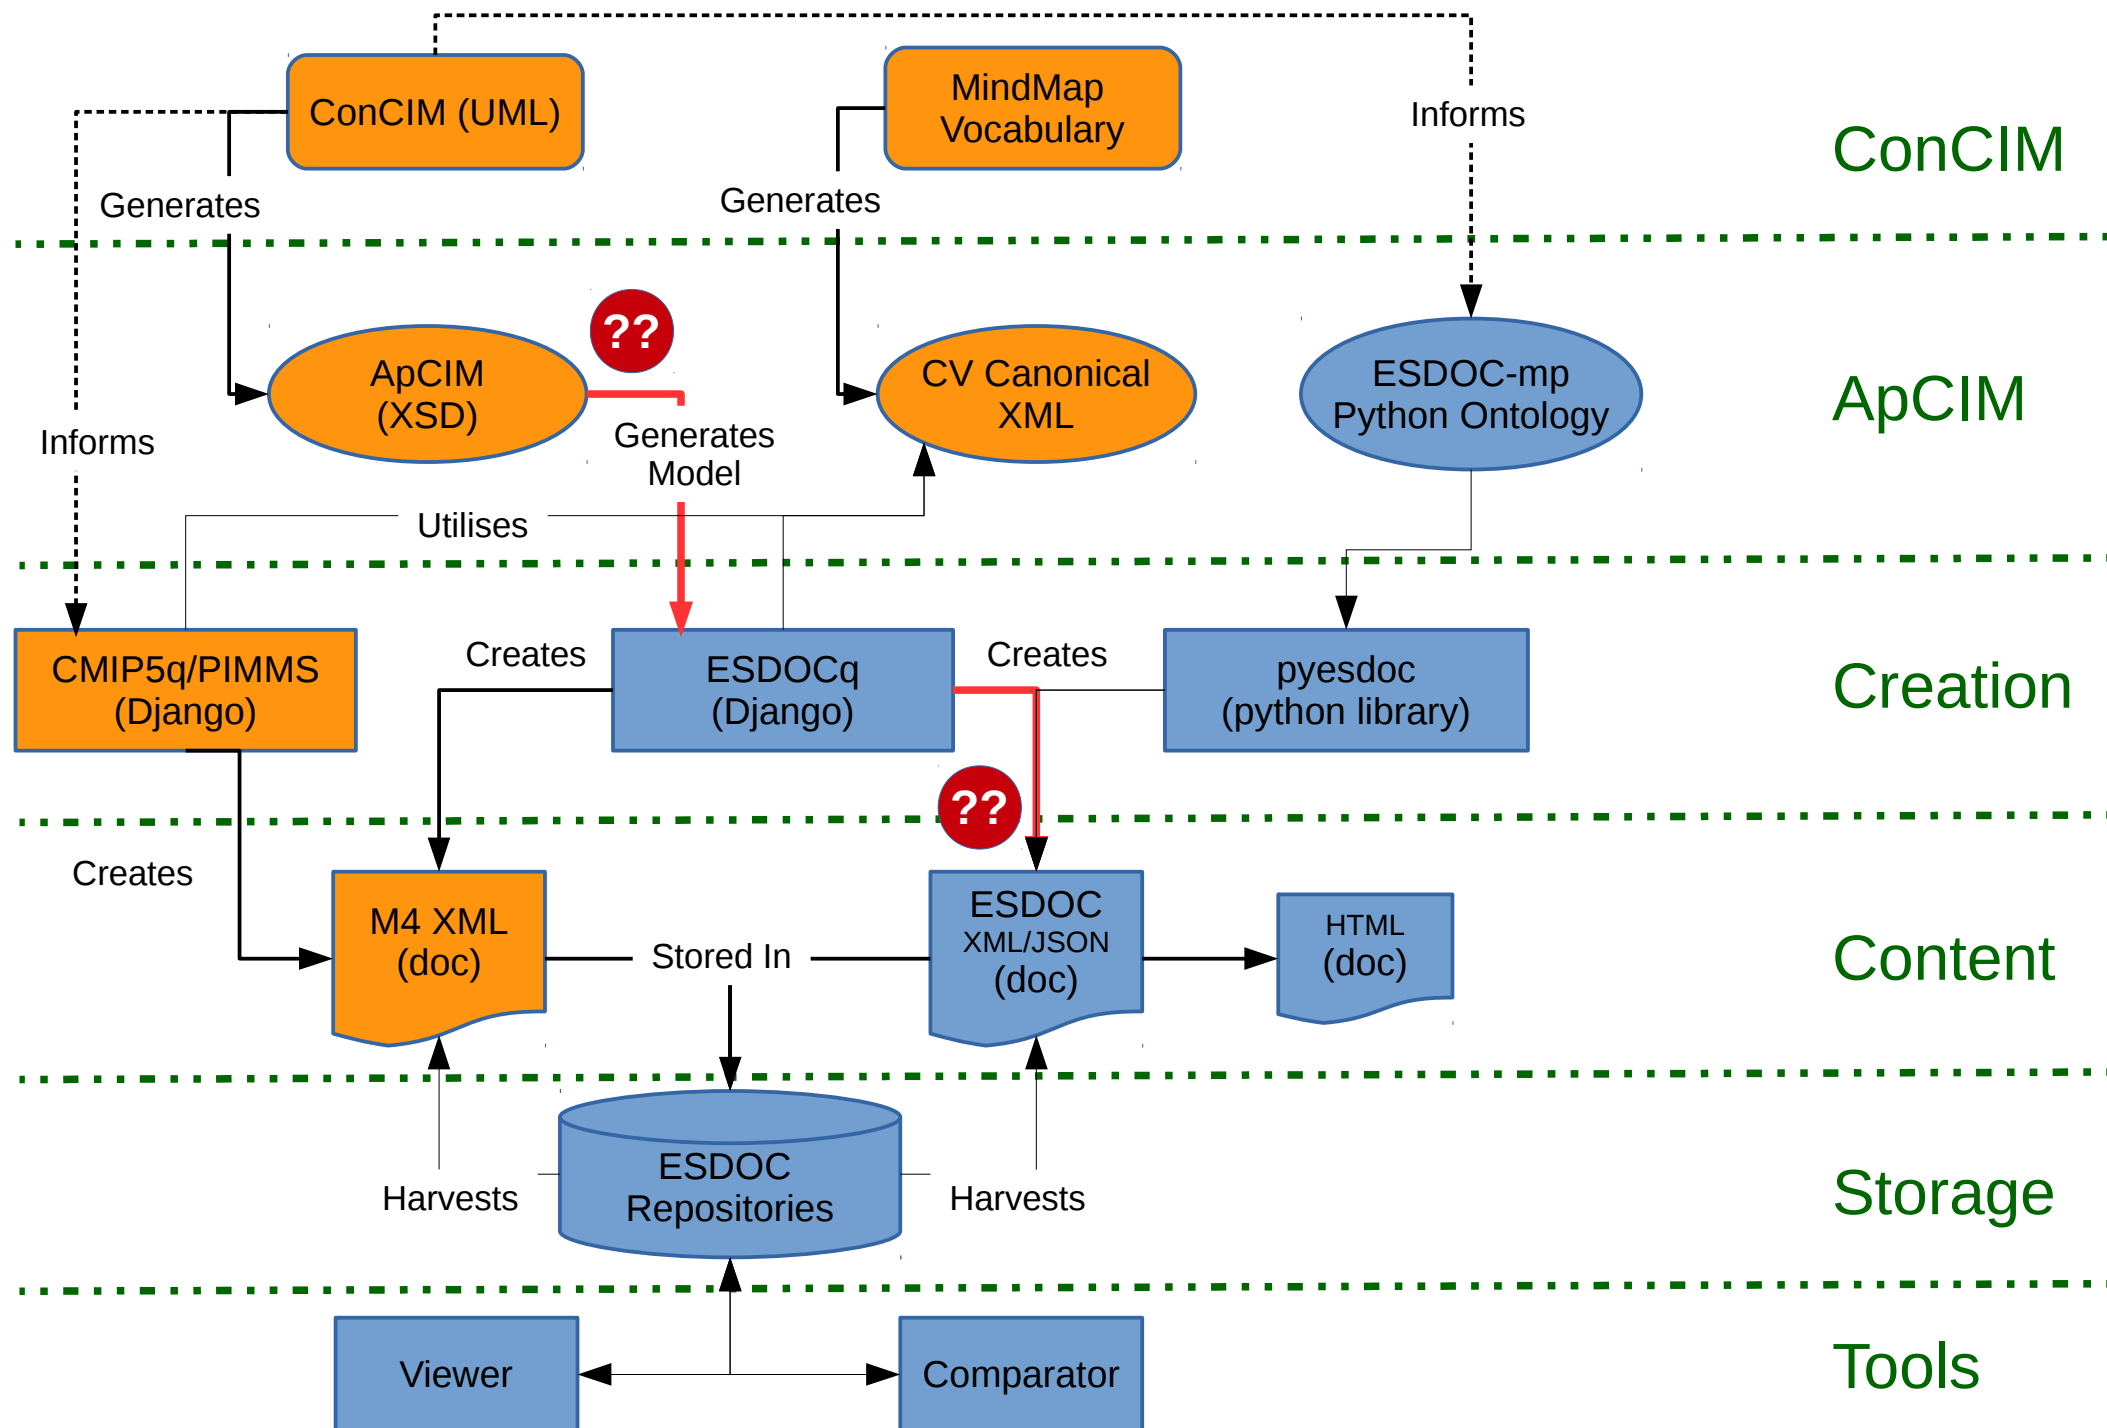 ConCIM (UML)
MindMap
Vocabulary
Informs
ConCIM
Generates
Generates
??
ApCIM
(XSD)
CV Canonical
XML
ESDOC-mp
Python Ontology
ApCIM
Informs
Generates
Model
Utilises
CMIP5q/PIMMS
(Django)
Creates
ESDOCq
(Django)
Creates
pyesdoc
(python library)
Creation
??
Creates
M4 XML
(doc)
Stored In
ESDOC
XML/JSON
(doc)
HTML
(doc)
Content
Harvests
ESDOC
Repositories
Harvests
Storage
Viewer
Comparator
Tools